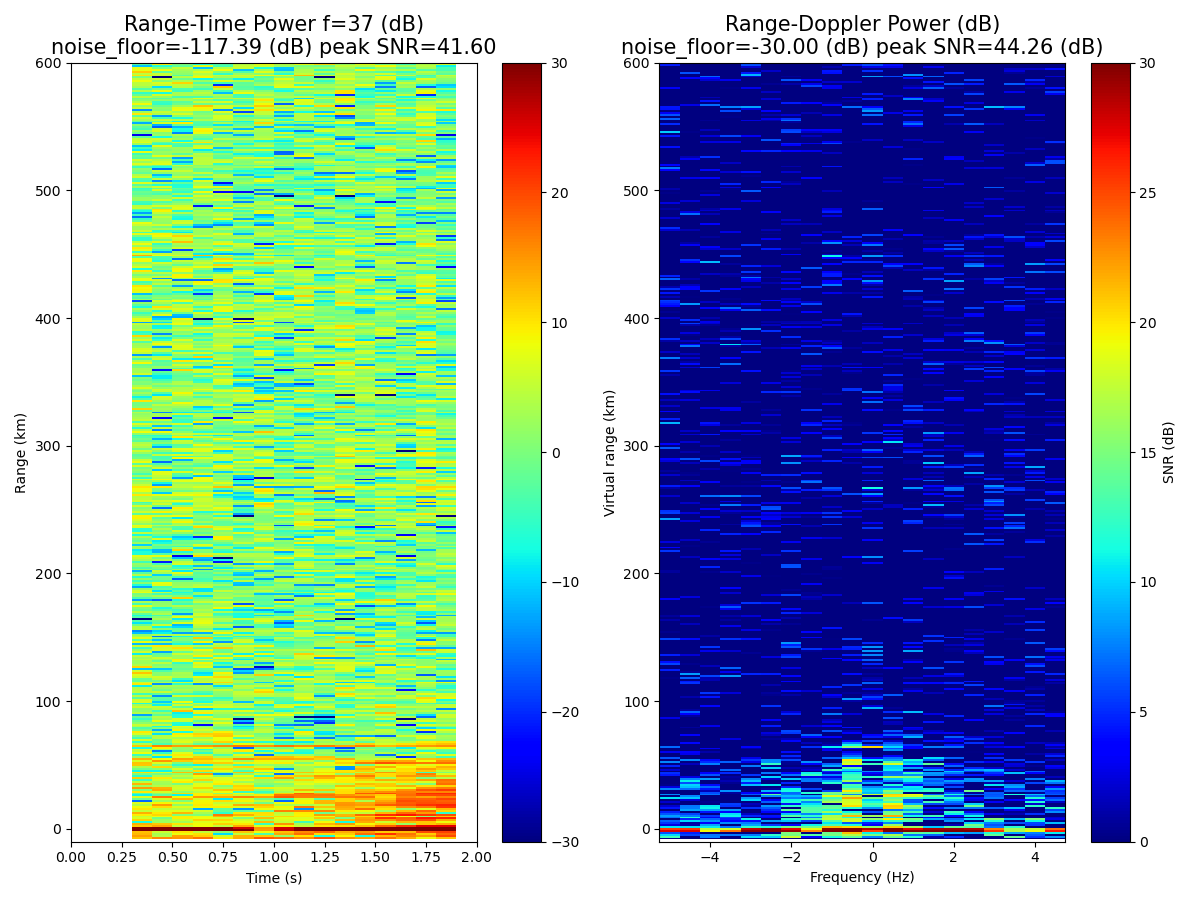 Range-Time Power f=37 (dB)
noise_floor=-117.39 (dB) peak SNR=41.60
Range-Doppler Power (dB)
noise_floor=-30.00 (dB) peak SNR=44.26 (dB)
Range (km)
600
500
400
300
200
100
0
0.00 0.25 0.50 0.75 1.00 1.25 1.50 1.75 2.00
Time (s)
30
20
10
0
−10
−20
−30
Virtual range (km)
600
500
400
300
200
100
0
−4 −2 0 2 4
Frequency (Hz)
30
25
20
15
10
5
0
SNR (dB)